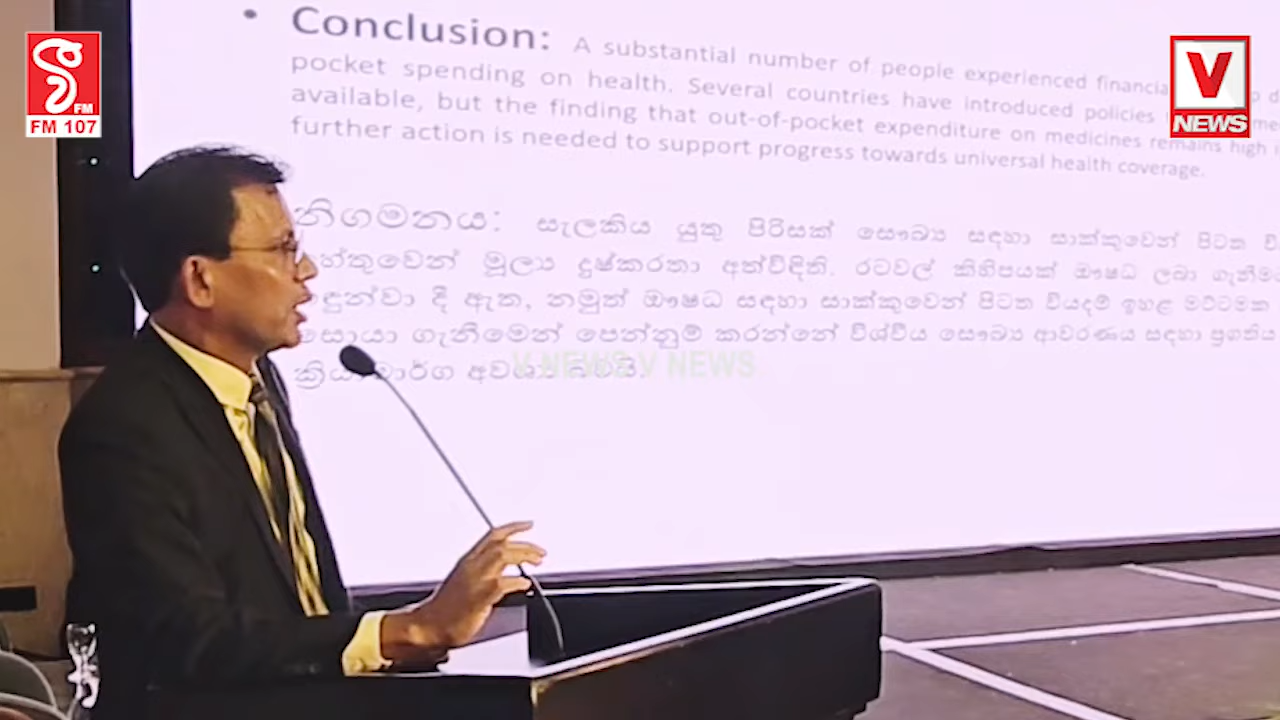 FM
FM 107
V
NEWS
• Conclusion: A substantial number of people experienced financia
pocket spending on health. Several countries have introduced policies
available, but the finding that out-of-pocket expenditure on medicines remains high
further action is needed to support progress towards universal health coverage.
නිගමනය: සැලකිය යුතු පිරිසක් සෞඛ්‍ය සඳහා සාක්කුවෙන් පිටත
හේතුවෙන් මූල්‍ය දුෂ්කරතා අත්විඳිති. රටවල් කිහිපයක් ඖෂධ ලබා ගැනීම
හඳුන්වා දී ඇත, නමුත් ඖෂධ සඳහා සාක්කුවෙන් පිටත වියදම් ඉහළ මට්ටමක
සොයා ගැනීමෙන් පෙන්නුම් කරන්නේ විශ්වීය සෞඛ්‍ය ආවරණය සඳහා ප්‍රගතිය
ක්‍රියාමාර්ග අවශ්‍ය බවයි.
V NEWS V NEWS